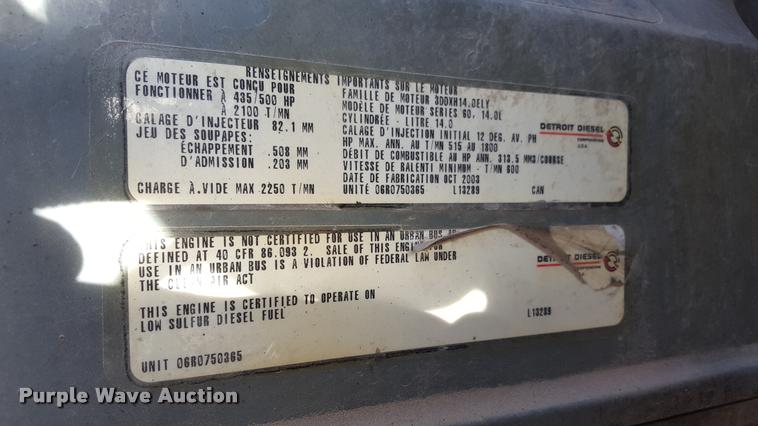 RENSEIGNEMENTS IMPORTANTS SUR LE MOTEUR
CE MOTEUR EST CONÇU POUR
FONCTIONNER À 435/500 HP
À 2100 T/MN
CALAGE D'INJECTEUR 82.1 MM
JEU DES SOUPAPES:
ÉCHAPPEMENT .508 MM
D'ADMISSION .203 MM
CHARGE À.VIDE MAX 2250 T/MN
FAMILLE DE MOTEUR 3DDXH14.0ELY
MODÈLE DE MOTEUR SERIES 60, 14.0L
CYLINDRÉE - LITRE 14.0
CALAGE D'INJECTION INITIAL 12 DEG. AV. PH
HP MAX. ANN. AU T/MN 515 AU 1800
DÉBIT DE COMBUSTIBLE AU HP ANN. 313.5 MM3/COURSE
VITESSE DE RALENTI MINIMUM - T/MN 600
DATE DE FABRICATION OCT 2003
UNITÉ 06R0750365 L13289 CAN
DETROIT DIESEL
CORPORATION
USA
THIS ENGINE IS NOT CERTIFIED FOR USE IN AN URBAN BUS AS
DEFINED AT 40 CFR 86.093 2. SALE OF THIS ENGINE FOR
USE IN AN URBAN BUS IS A VIOLATION OF FEDERAL LAW UNDER
THE CLEAN AIR ACT
THIS ENGINE IS CERTIFIED TO OPERATE ON
LOW SULFUR DIESEL FUEL
UNIT 06R0750365
DETROIT DIESEL
L13289
Purple Wave Auction